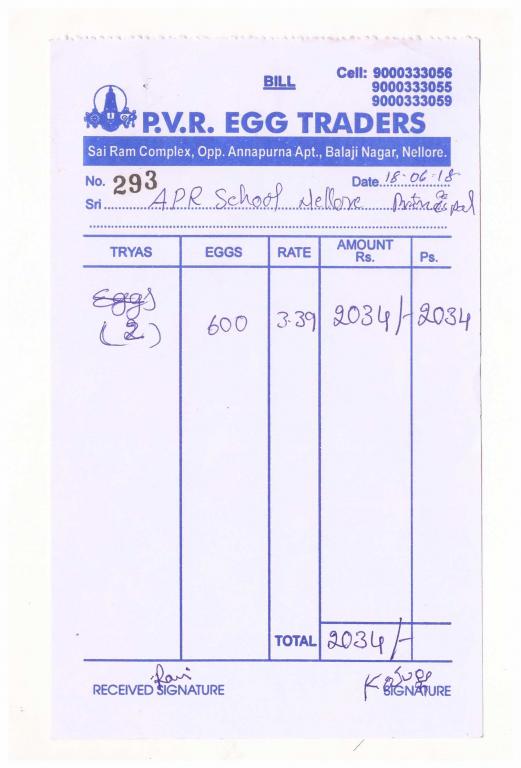 BILL
Cell: 9000333056
9000333055
9000333059
P.V.R. EGG TRADERS
Sai Ram Complex, Opp. Annapurna Apt., Balaji Nagar, Nellore.
No. 293 Date 18-06-18
Sri APR School Nellore
TRYAS EGGS RATE AMOUNT Rs. Ps.
Eggs
(2) 600 3.39 2034/- 2034
TOTAL 2034/-
Ravi
RECEIVED SIGNATURE SIGNATURE